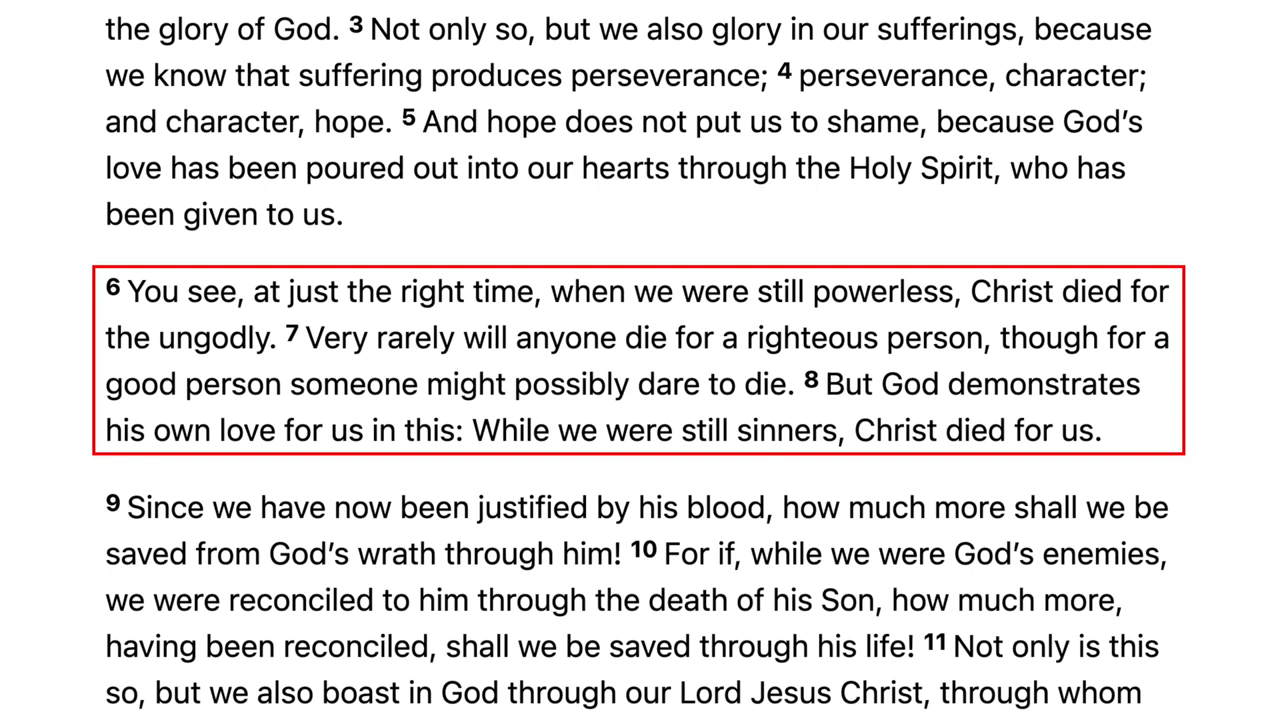 the glory of God. 3 Not only so, but we also glory in our sufferings, because
we know that suffering produces perseverance; 4 perseverance, character;
and character, hope. 5 And hope does not put us to shame, because God’s
love has been poured out into our hearts through the Holy Spirit, who has
been given to us.
6 You see, at just the right time, when we were still powerless, Christ died for
the ungodly. 7 Very rarely will anyone die for a righteous person, though for a
good person someone might possibly dare to die. 8 But God demonstrates
his own love for us in this: While we were still sinners, Christ died for us.
9 Since we have now been justified by his blood, how much more shall we be
saved from God’s wrath through him! 10 For if, while we were God’s enemies,
we were reconciled to him through the death of his Son, how much more,
having been reconciled, shall we be saved through his life! 11 Not only is this
so, but we also boast in God through our Lord Jesus Christ, through whom